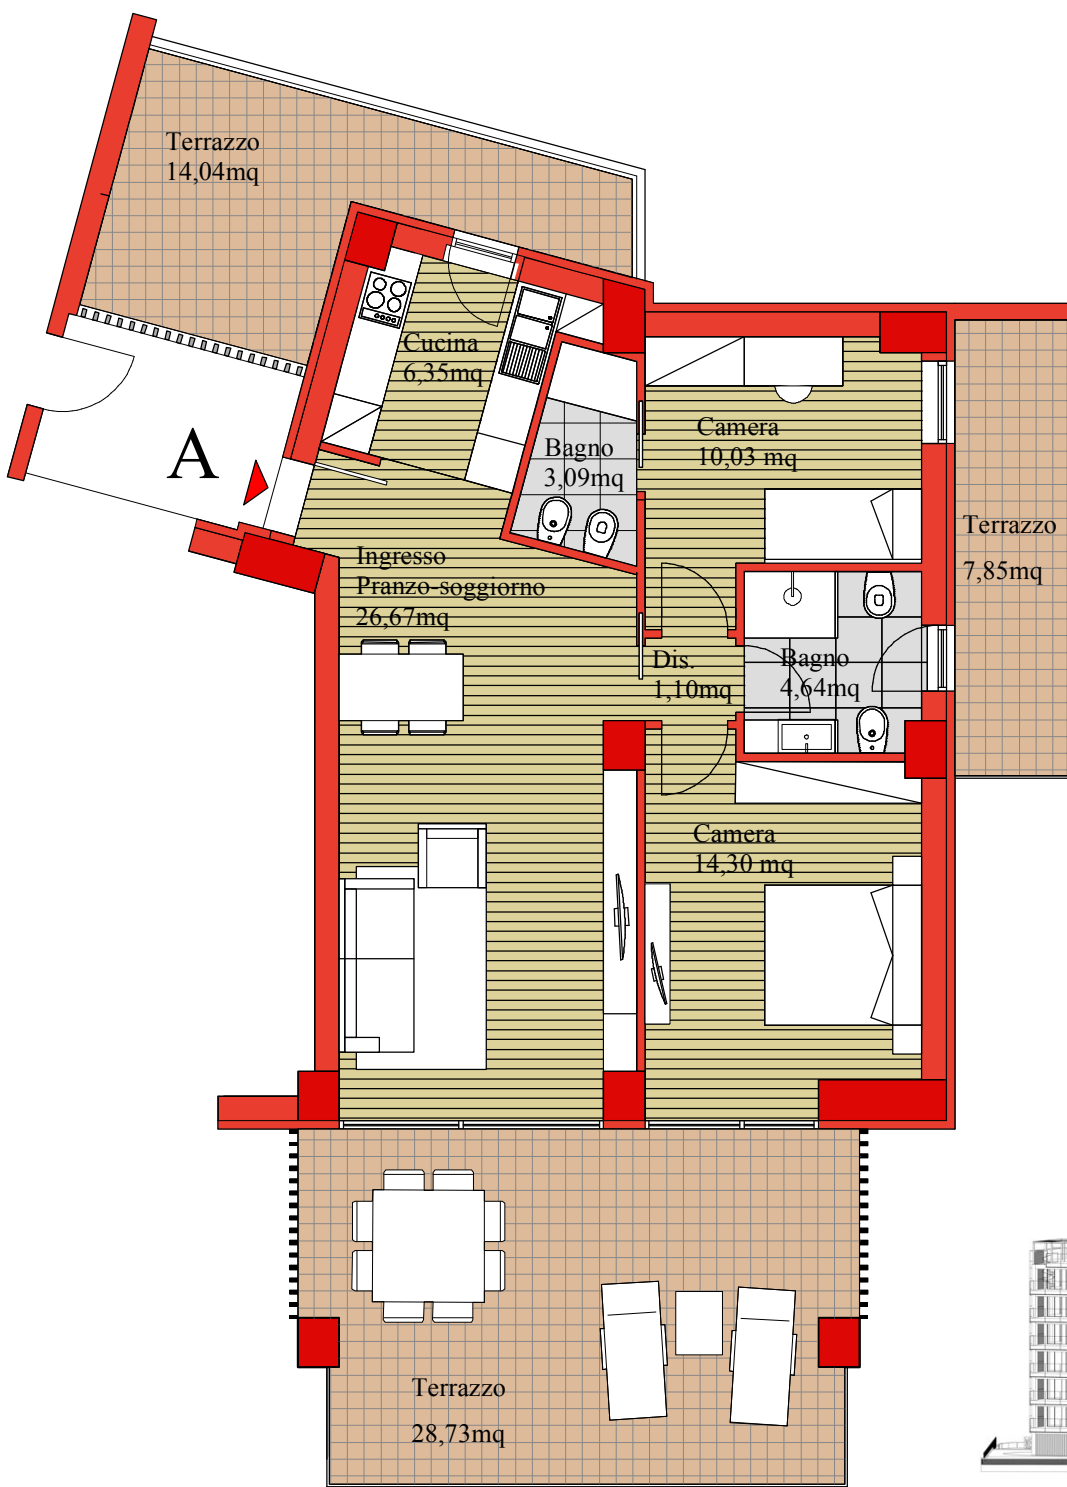 Terrazzo
14,04mq
Cucina
6,35mq
A
Bagno
3,09mq
Camera
10,03 mq
Terrazzo
7,85mq
Ingresso
Pranzo-soggiorno
26,67mq
Dis.
1,10mq
Bagno
4,64mq
Camera
14,30 mq
Terrazzo
28,73mq